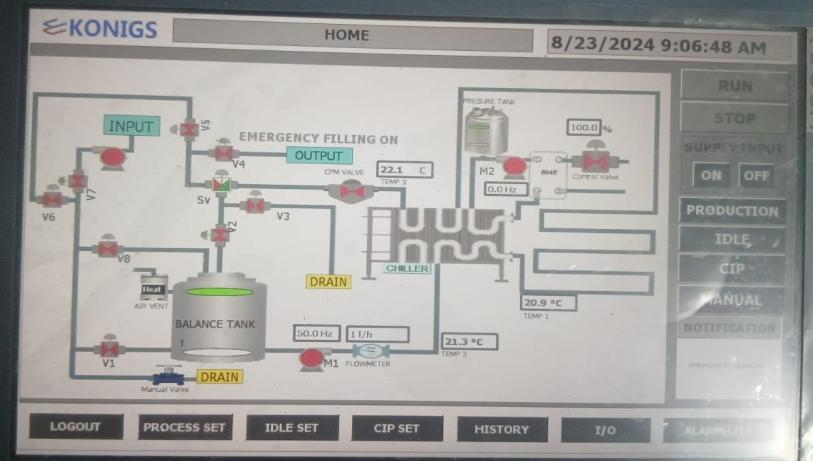 KONIGS
HOME
8/23/2024 9:06:48 AM
RUN
STOP
SUPPLY INPUT
ON OFF
PRODUCTION
IDLE
CIP
MANUAL
NOTIFICATION
INPUT
V5
EMERGENCY FILLING ON
OUTPUT
V4
CPM VALVE
22.1 C
TEMP 3
PRESURE TANK
100.0 %
M2
BHE
Control Valve
0.0 Hz
V7
V6
SV
V3
V2
V8
DRAIN
CHILLER
Heat
AIR VENT
BALANCE TANK
20.9 °C
TEMP 1
50.0 Hz
1 l/h
21.3 °C
TEMP 2
V1
M1
FLOWMETER
DRAIN
Manual Valve
LOGOUT
PROCESS SET
IDLE SET
CIP SET
HISTORY
I/O
ALARM LIST